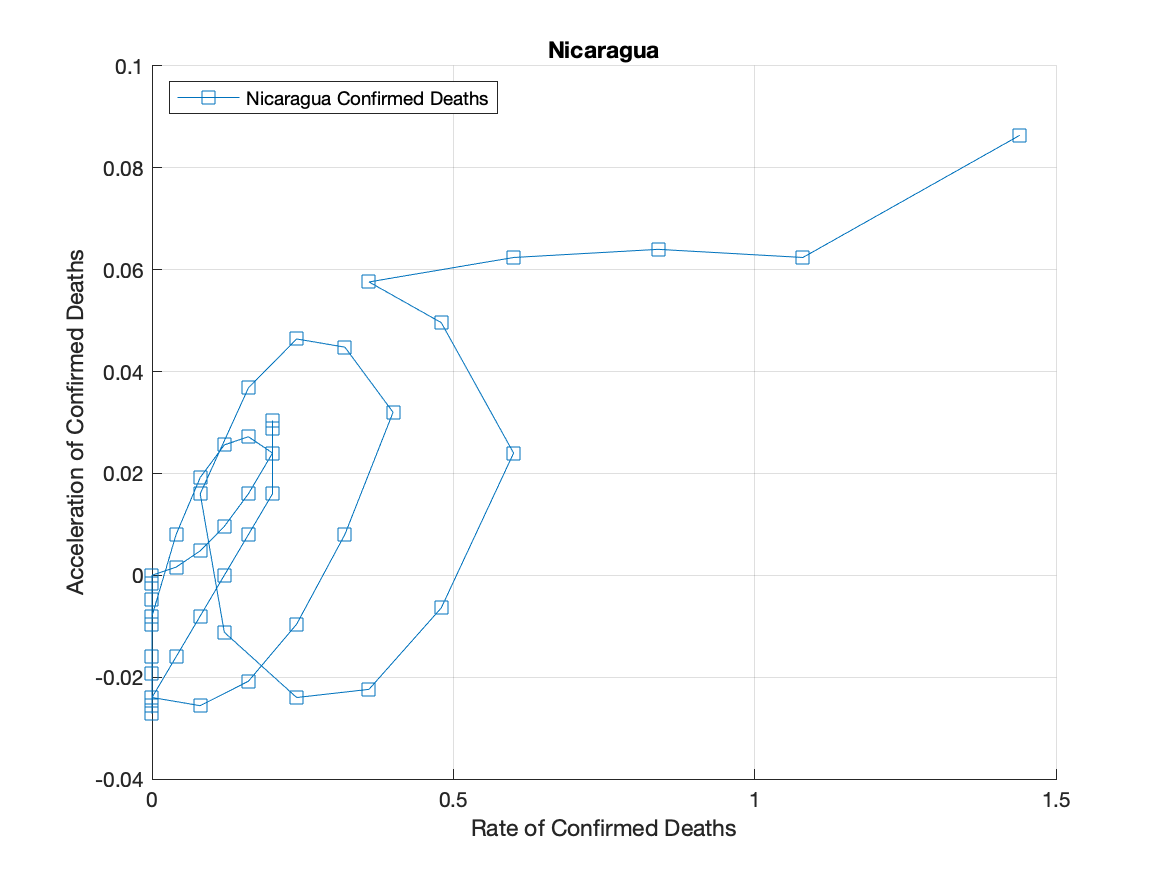 Nicaragua
Nicaragua Confirmed Deaths
0.1
0.08
0.06
0.04
0.02
0
-0.02
-0.04
Acceleration of Confirmed Deaths
0 0.5 1 1.5
Rate of Confirmed Deaths